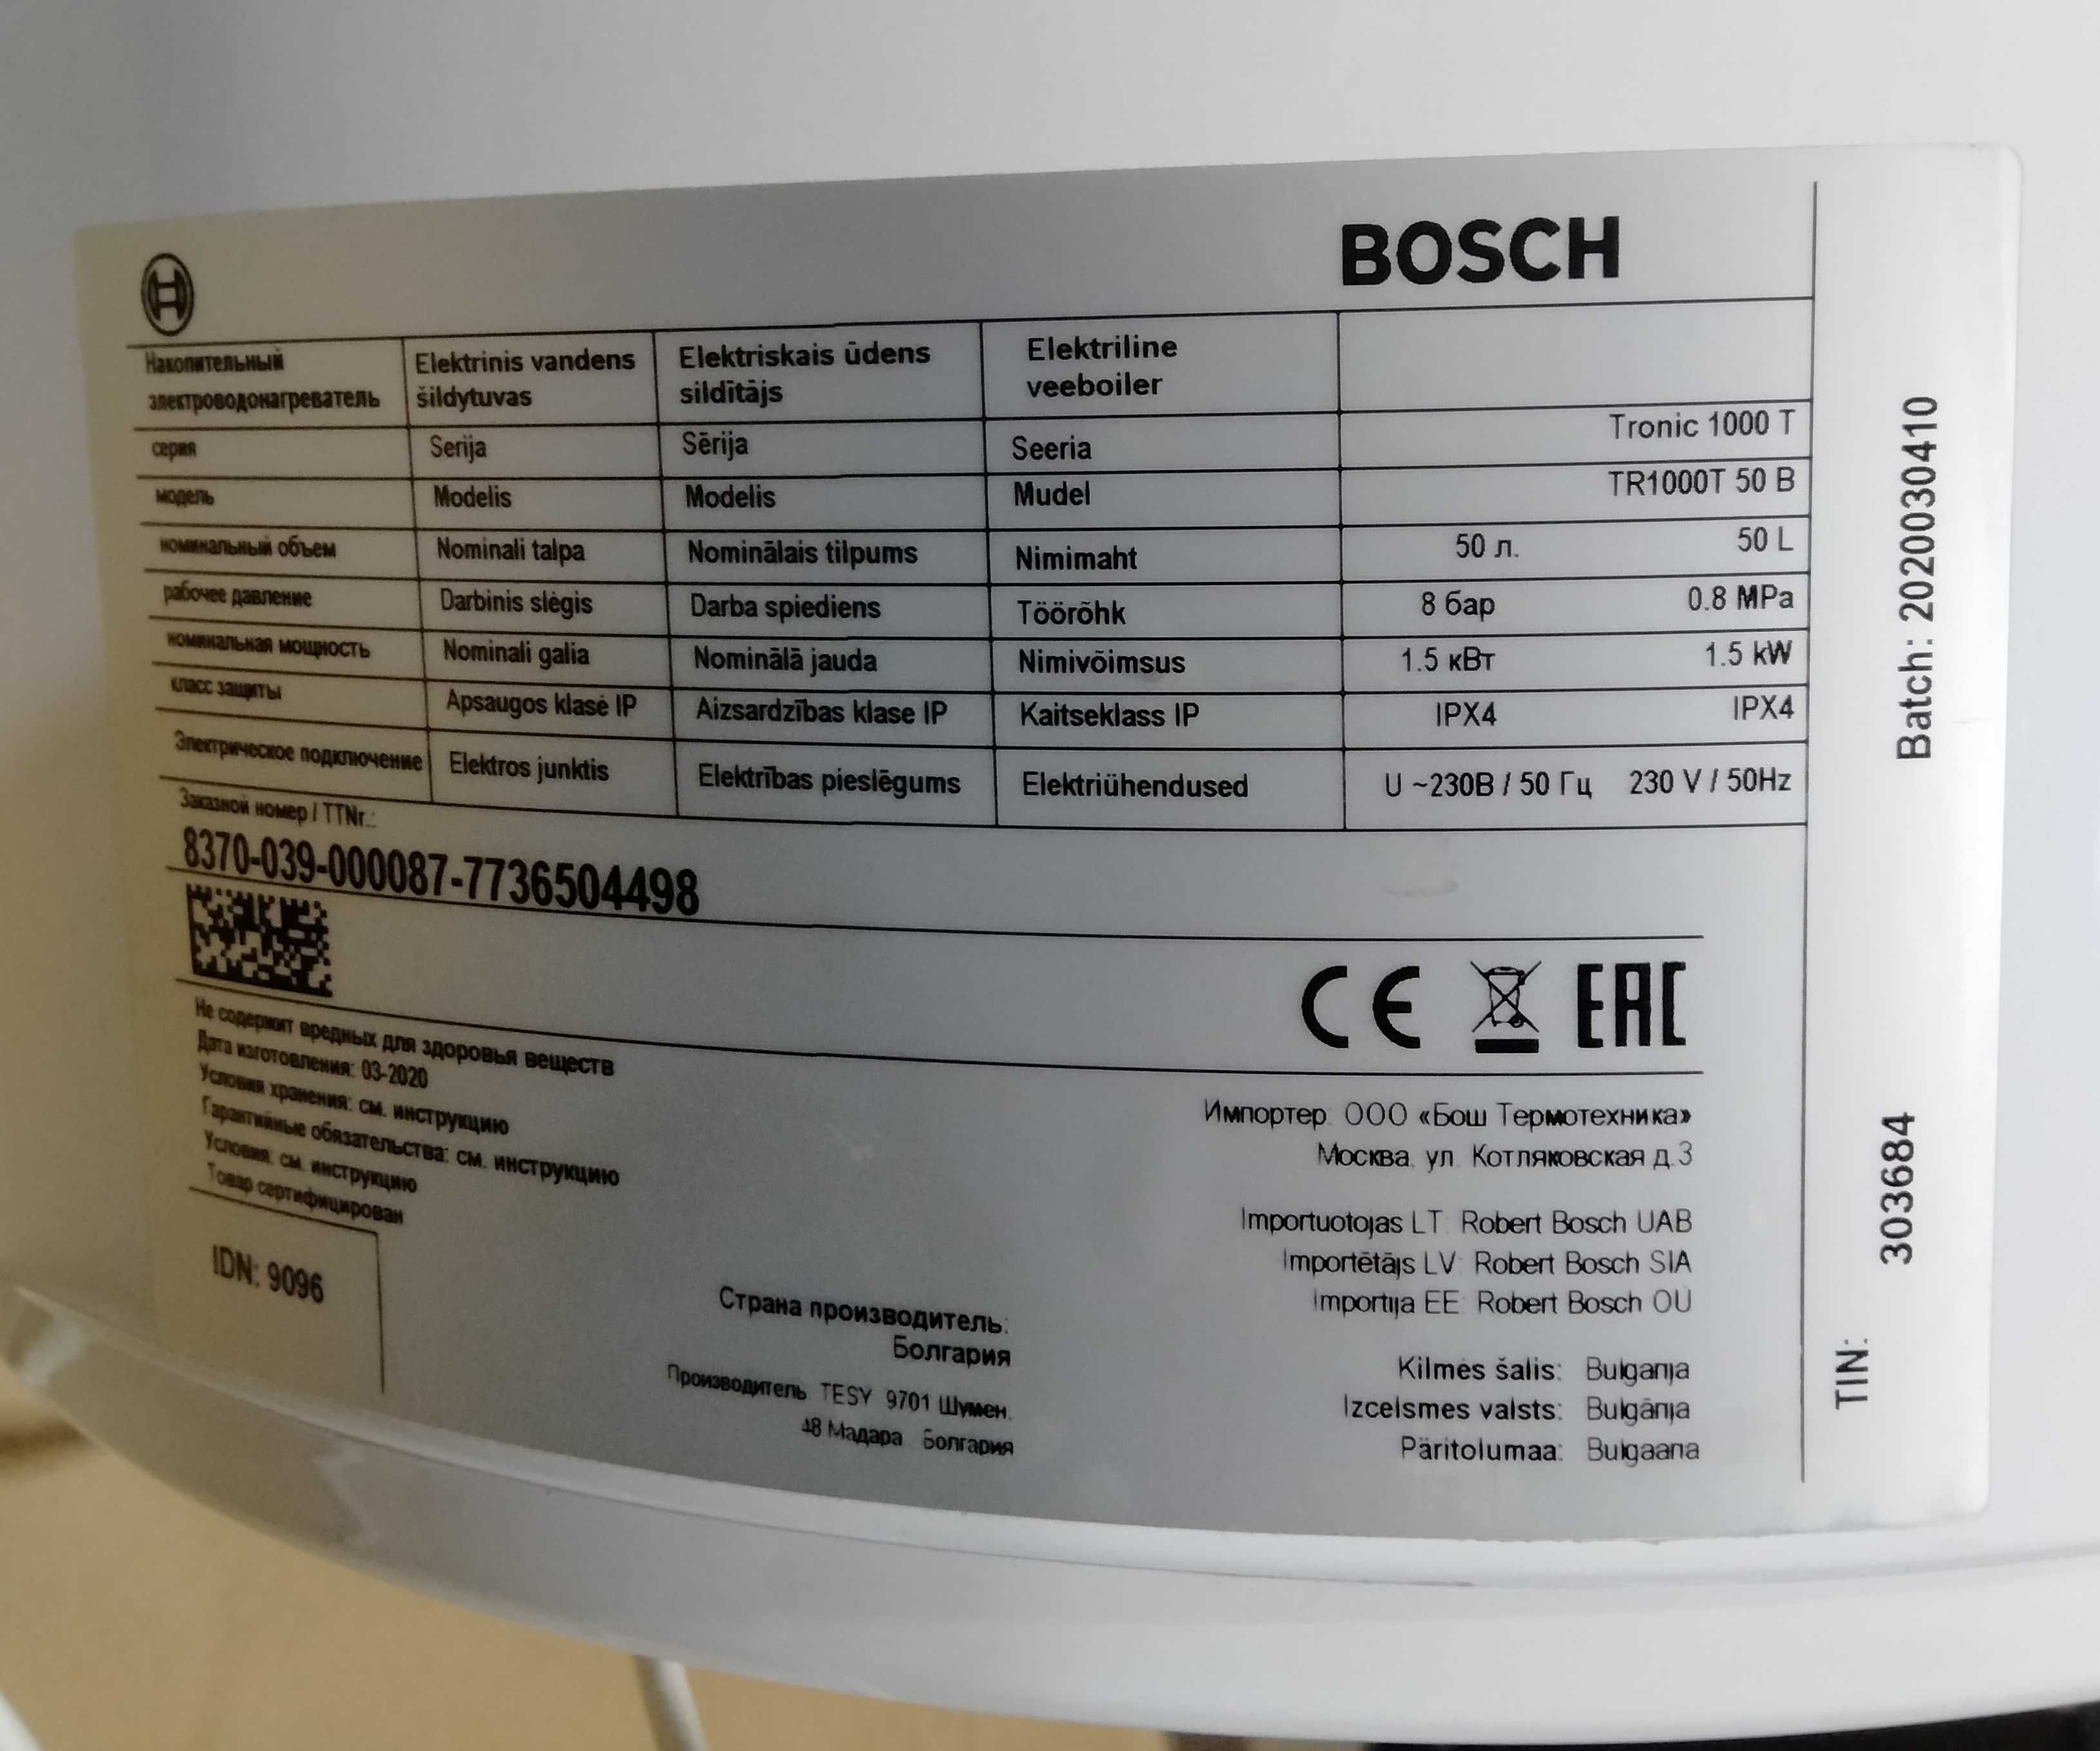 BOSCH
Накопительный электроводонагреватель Elektrinis vandens šildytuvas Elektriskais ūdens sildītājs Elektriline veeboiler
серия Serija Sērija Seeria Tronic 1000 T
модель Modelis Modelis Mudel TR1000T 50 B
номинальный объем Nominali talpa Nominālais tilpums Nimimaht 50 л. 50 L
рабочее давление Darbinis slėgis Darba spiediens Töörõhk 8 бар 0.8 MPa
номинальная мощность Nominali galia Nominālā jauda Nimivõimsus 1.5 кВт 1.5 kW
класс защиты Apsaugos klasė IP Aizsardzības klase IP Kaitseklass IP IPX4 IPX4
Электрическое подключение Elektros junktis Elektrības pieslēgums Elektriühendused U ~230В / 50 Гц 230 V / 50Hz
Заказной номер / TTNr.:
8370-039-000087-7736504498
CE EAC
Не содержит вредных для здоровья веществ
Дата изготовления: 03-2020
Условия хранения: см. инструкцию
Гарантийные обязательства: см. инструкцию
Условия: см. инструкцию
Товар сертифицирован
IDN: 9096
Страна производитель:
Болгария
Производитель TESY 9701 Шумен.
48 Мадара Болгария
Импортер: ООО «Бош Термотехника»
Москва, ул. Котляковская д.3
Importuotojas LT: Robert Bosch UAB
Importētājs LV: Robert Bosch SIA
Importija EE: Robert Bosch OU
Kilmės šalis: Bulgarija
Izcelsmes valsts: Bulgārija
Päritolumaa: Bulgaaria
Batch: 2020030410
TIN: 303684